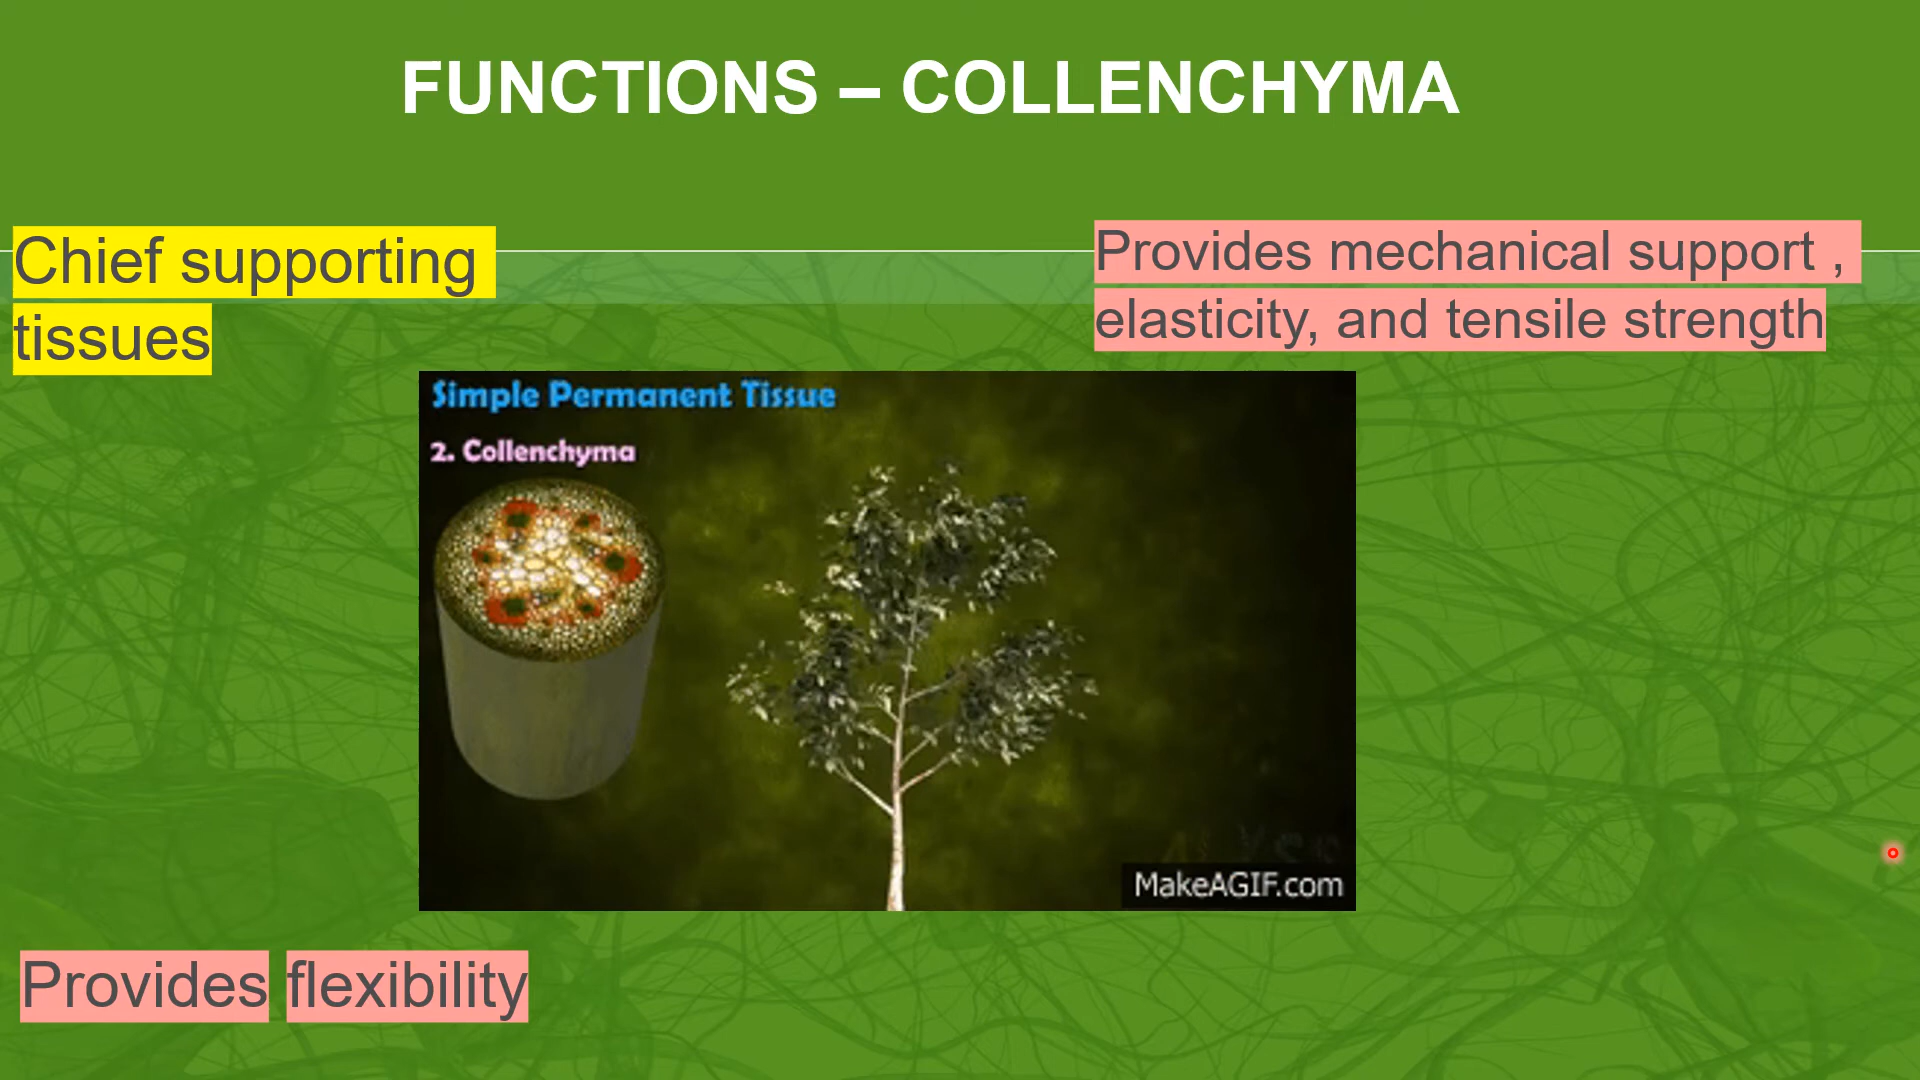 FUNCTIONS – COLLENCHYMA
Chief supporting
tissues
Provides mechanical support ,
elasticity, and tensile strength
Simple Permanent Tissue
2. Collenchyma
MakeAGIF.com
Provides flexibility